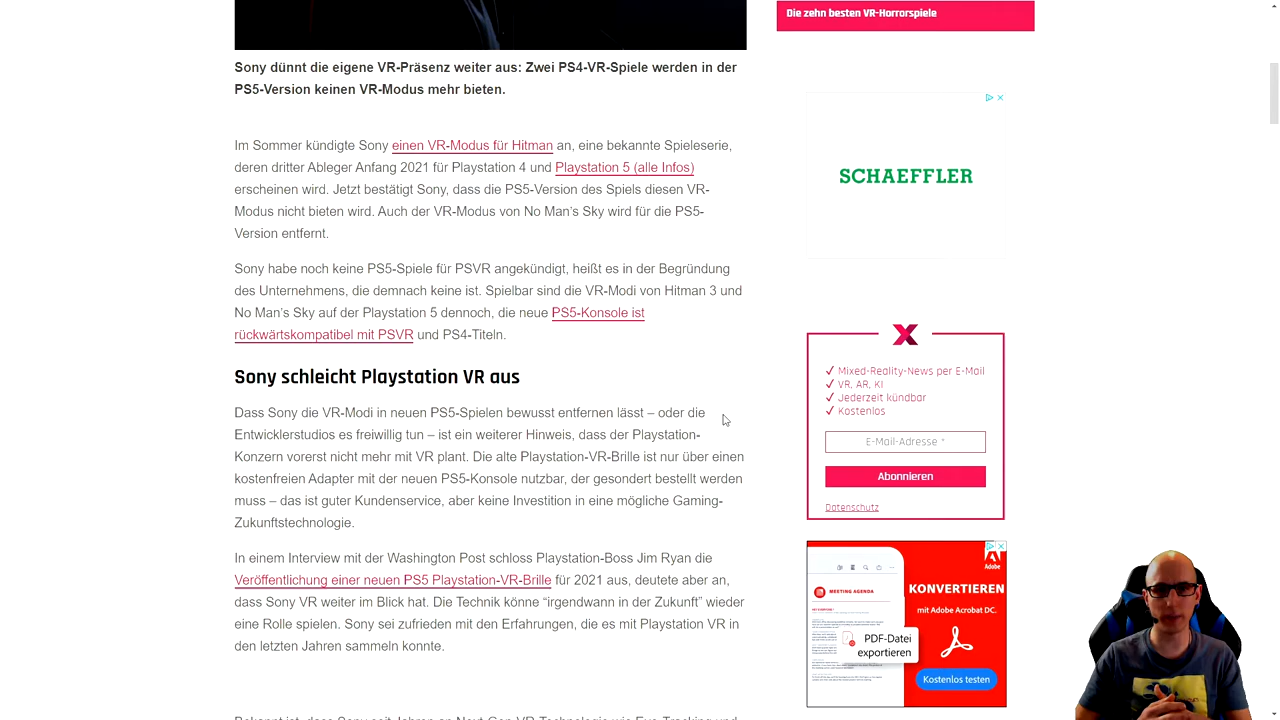 Die zehn besten VR-Horrorspiele
Sony dünnt die eigene VR-Präsenz weiter aus: Zwei PS4-VR-Spiele werden in der
PS5-Version keinen VR-Modus mehr bieten.
Im Sommer kündigte Sony einen VR-Modus für Hitman an, eine bekannte Spieleserie,
deren dritter Ableger Anfang 2021 für Playstation 4 und Playstation 5 (alle Infos)
erscheinen wird. Jetzt bestätigt Sony, dass die PS5-Version des Spiels diesen VR-
Modus nicht bieten wird. Auch der VR-Modus von No Man's Sky wird für die PS5-
Version entfernt.
Sony habe noch keine PS5-Spiele für PSVR angekündigt, heißt es in der Begründung
des Unternehmens, die demnach keine ist. Spielbar sind die VR-Modi von Hitman 3 und
No Man's Sky auf der Playstation 5 dennoch, die neue PS5-Konsole ist
rückwärtskompatibel mit PSVR und PS4-Titeln.
Sony schleicht Playstation VR aus
Dass Sony die VR-Modi in neuen PS5-Spielen bewusst entfernen lässt – oder die
Entwicklerstudios es freiwillig tun – ist ein weiterer Hinweis, dass der Playstation-
Konzern vorerst nicht mehr mit VR plant. Die alte Playstation-VR-Brille ist nur über einen
kostenfreien Adapter mit der neuen PS5-Konsole nutzbar, der gesondert bestellt werden
muss – das ist guter Kundenservice, aber keine Investition in eine mögliche Gaming-
Zukunftstechnologie.
In einem Interview mit der Washington Post schloss Playstation-Boss Jim Ryan die
Veröffentlichung einer neuen PS5 Playstation-VR-Brille für 2021 aus, deutete aber an,
dass Sony VR weiter im Blick hat. Die Technik könne “irgendwann in der Zukunft” wieder
eine Rolle spielen. Sony sei zufrieden mit den Erfahrungen, die es mit Playstation VR in
den letzten Jahren sammeln konnte.
SCHAEFFLER
X
✓ Mixed-Reality-News per E-Mail
✓ VR, AR, KI
✓ Jederzeit kündbar
✓ Kostenlos
E-Mail-Adresse *
Abonnieren
Datenschutz
Adobe
MEETING AGENDA
KONVERTIEREN
mit Adobe Acrobat DC.
PDF-Datei
exportieren
Kostenlos testen